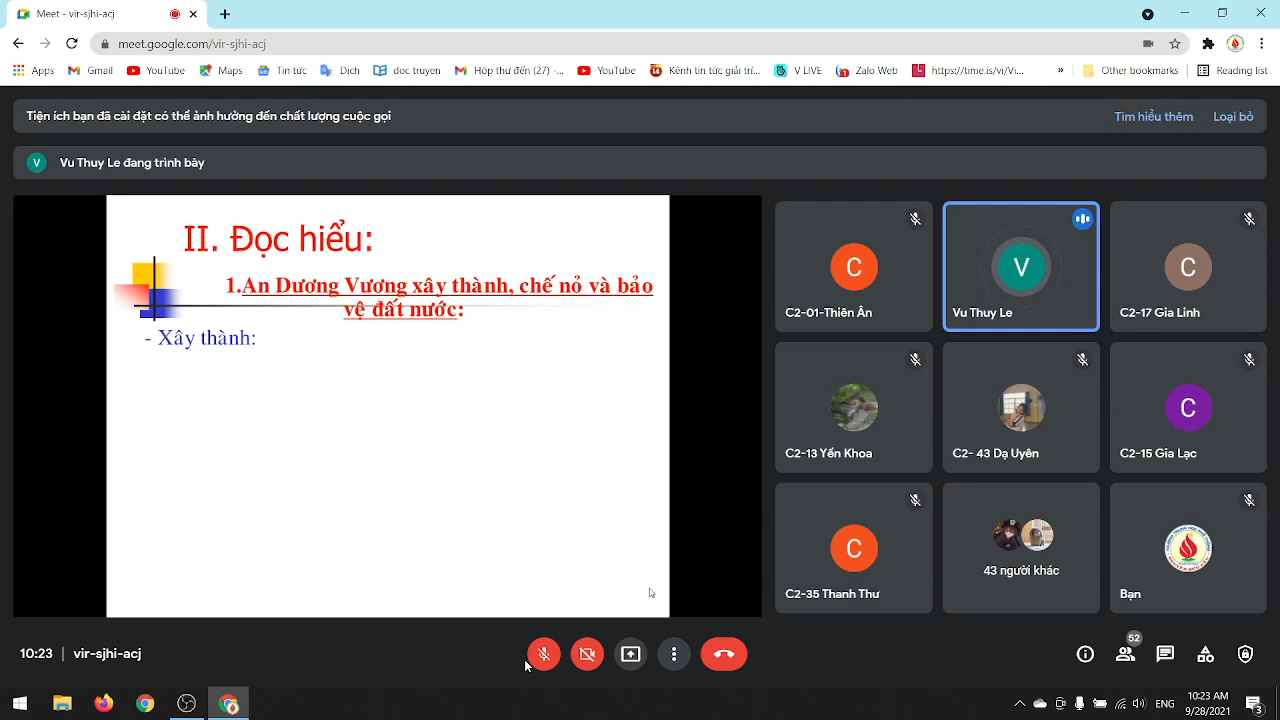 Meet - vir-sjhi-acj
meet.google.com/vir-sjhi-acj
Apps Gmail YouTube Maps Tin tức Dịch doc truyen Hộp thư đến (27) -... YouTube Kênh tin tức giải trí... V LIVE Zalo Web https://time.is/vi/Vi... » Other bookmarks Reading list
Tiện ích bạn đã cài đặt có thể ảnh hưởng đến chất lượng cuộc gọi Tìm hiểu thêm Loại bỏ
V Vu Thuy Le đang trình bày
II. Đọc hiểu:
1.An Dương Vương xây thành, chế nỏ và bảo
vệ đất nước:
- Xây thành:
C V C
C2-01-Thiên Ân Vu Thuy Le C2-17 Gia Linh
C
C2-13 Yến Khoa C2- 43 Dạ Uyên C2-15 Gia Lạc
C
43 người khác
C2-35 Thanh Thư Bạn
52
10:23 | vir-sjhi-acj
ENG 10:23 AM
9/28/2021
3